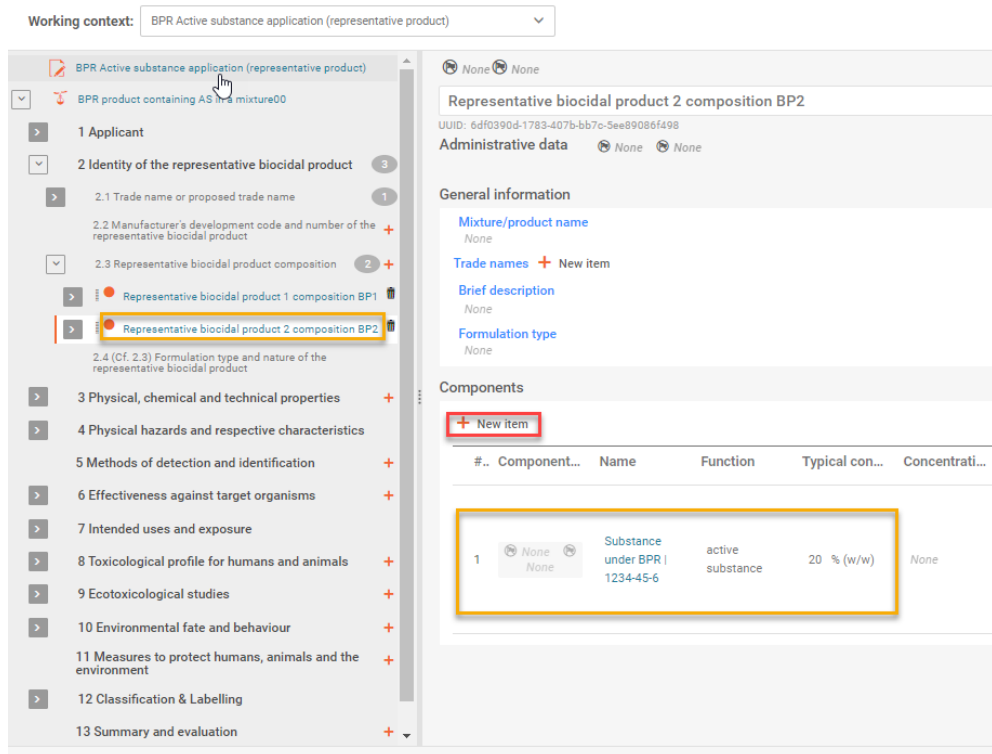 Working context: BPR Active substance application (representative product)
BPR Active substance application (representative product)
BPR product containing AS in a mixture00
1 Applicant
2 Identity of the representative biocidal product 3
2.1 Trade name or proposed trade name 1
2.2 Manufacturer's development code and number of the
representative biocidal product
2.3 Representative biocidal product composition 2
Representative biocidal product 1 composition BP1
Representative biocidal product 2 composition BP2
2.4 (Cf. 2.3) Formulation type and nature of the
representative biocidal product
3 Physical, chemical and technical properties
4 Physical hazards and respective characteristics
5 Methods of detection and identification
6 Effectiveness against target organisms
7 Intended uses and exposure
8 Toxicological profile for humans and animals
9 Ecotoxicological studies
10 Environmental fate and behaviour
11 Measures to protect humans, animals and the
environment
12 Classification & Labelling
13 Summary and evaluation
None None
Representative biocidal product 2 composition BP2
UUID: 6df0390d-1783-407b-bb7c-5ee89086f498
Administrative data None None
General information
Mixture/product name
None
Trade names + New item
Brief description
None
Formulation type
None
Components
+ New item
#.. Component... Name Function Typical con... Concentrati...
1 None None Substance under BPR | 1234-45-6 active substance 20 % (w/w) None